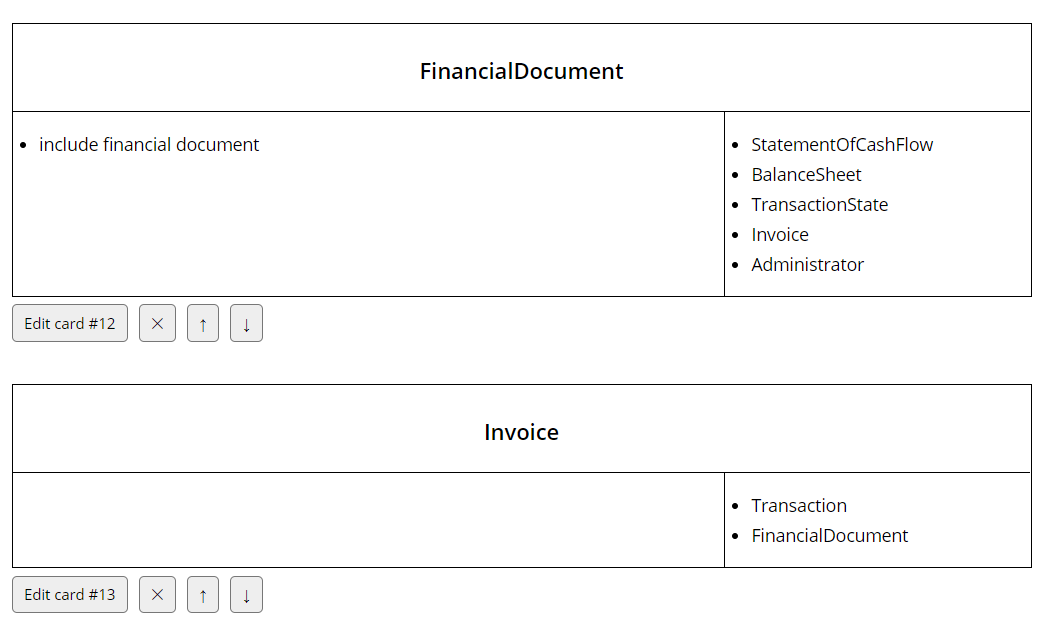 FinancialDocument
• include financial document
• StatementOfCashFlow
• BalanceSheet
• TransactionState
• Invoice
• Administrator
Edit card #12 × ↑ ↓
Invoice
• Transaction
• FinancialDocument
Edit card #13 × ↑ ↓